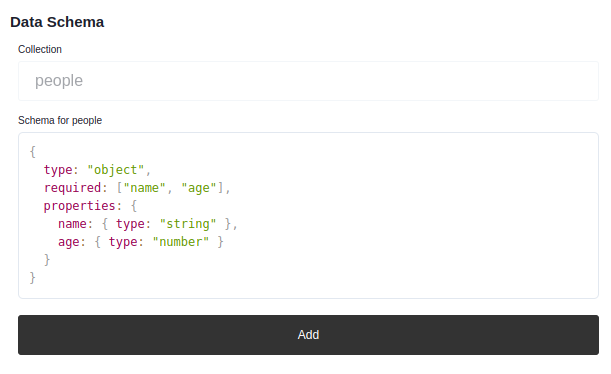 Data Schema
Collection
people
Schema for people
{
  type: "object",
  required: ["name", "age"],
  properties: {
    name: { type: "string" },
    age: { type: "number" }
  }
}
Add